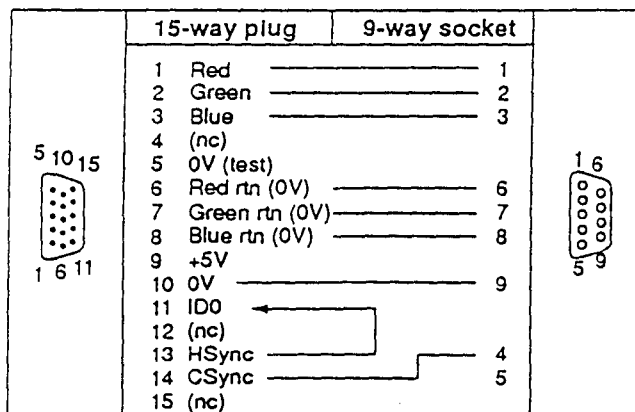 15-way plug 9-way socket
1 Red 1
2 Green 2
3 Blue 3
4 (nc)
5 0V (test)
6 Red rtn (0V) 6
7 Green rtn (0V) 7
8 Blue rtn (0V) 8
9 +5V
10 0V 9
11 ID0
12 (nc)
13 HSync 4
14 CSync 5
15 (nc)
5 10 15
1 6 11
1 6
5 9